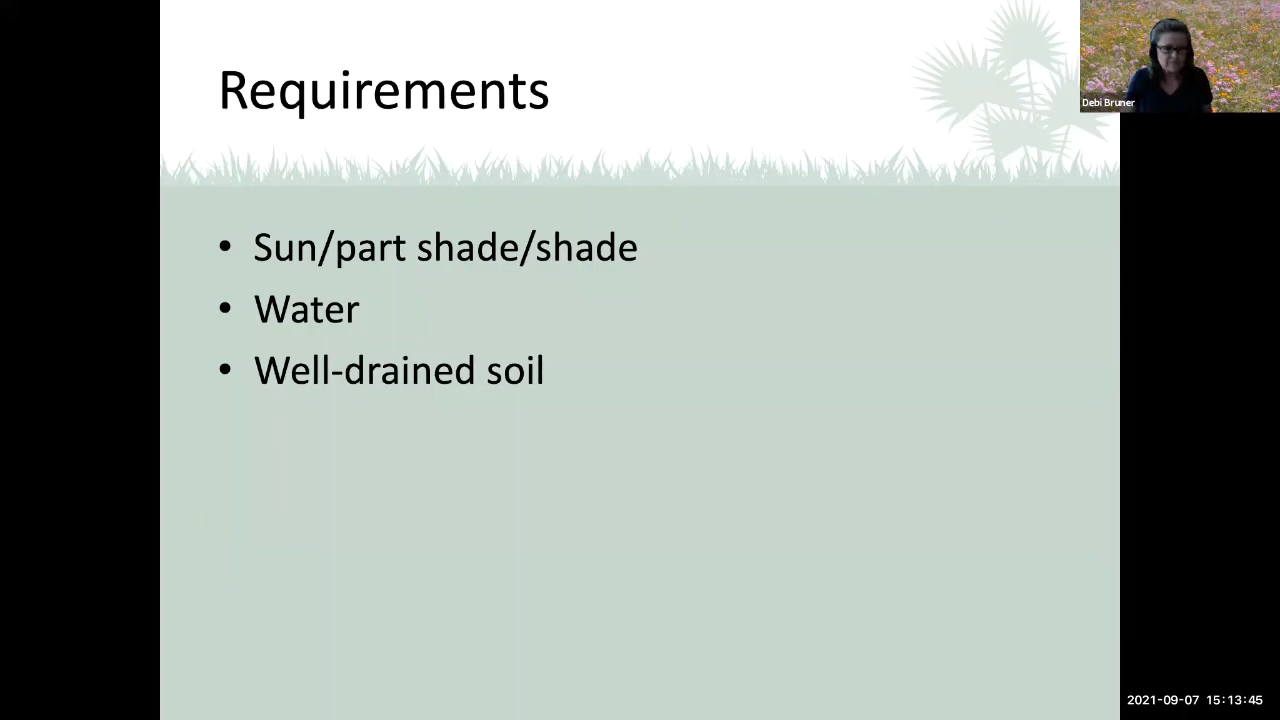 Requirements
Debi Bruner
• Sun/part shade/shade
• Water
• Well-drained soil
2021-09-07 15:13:45